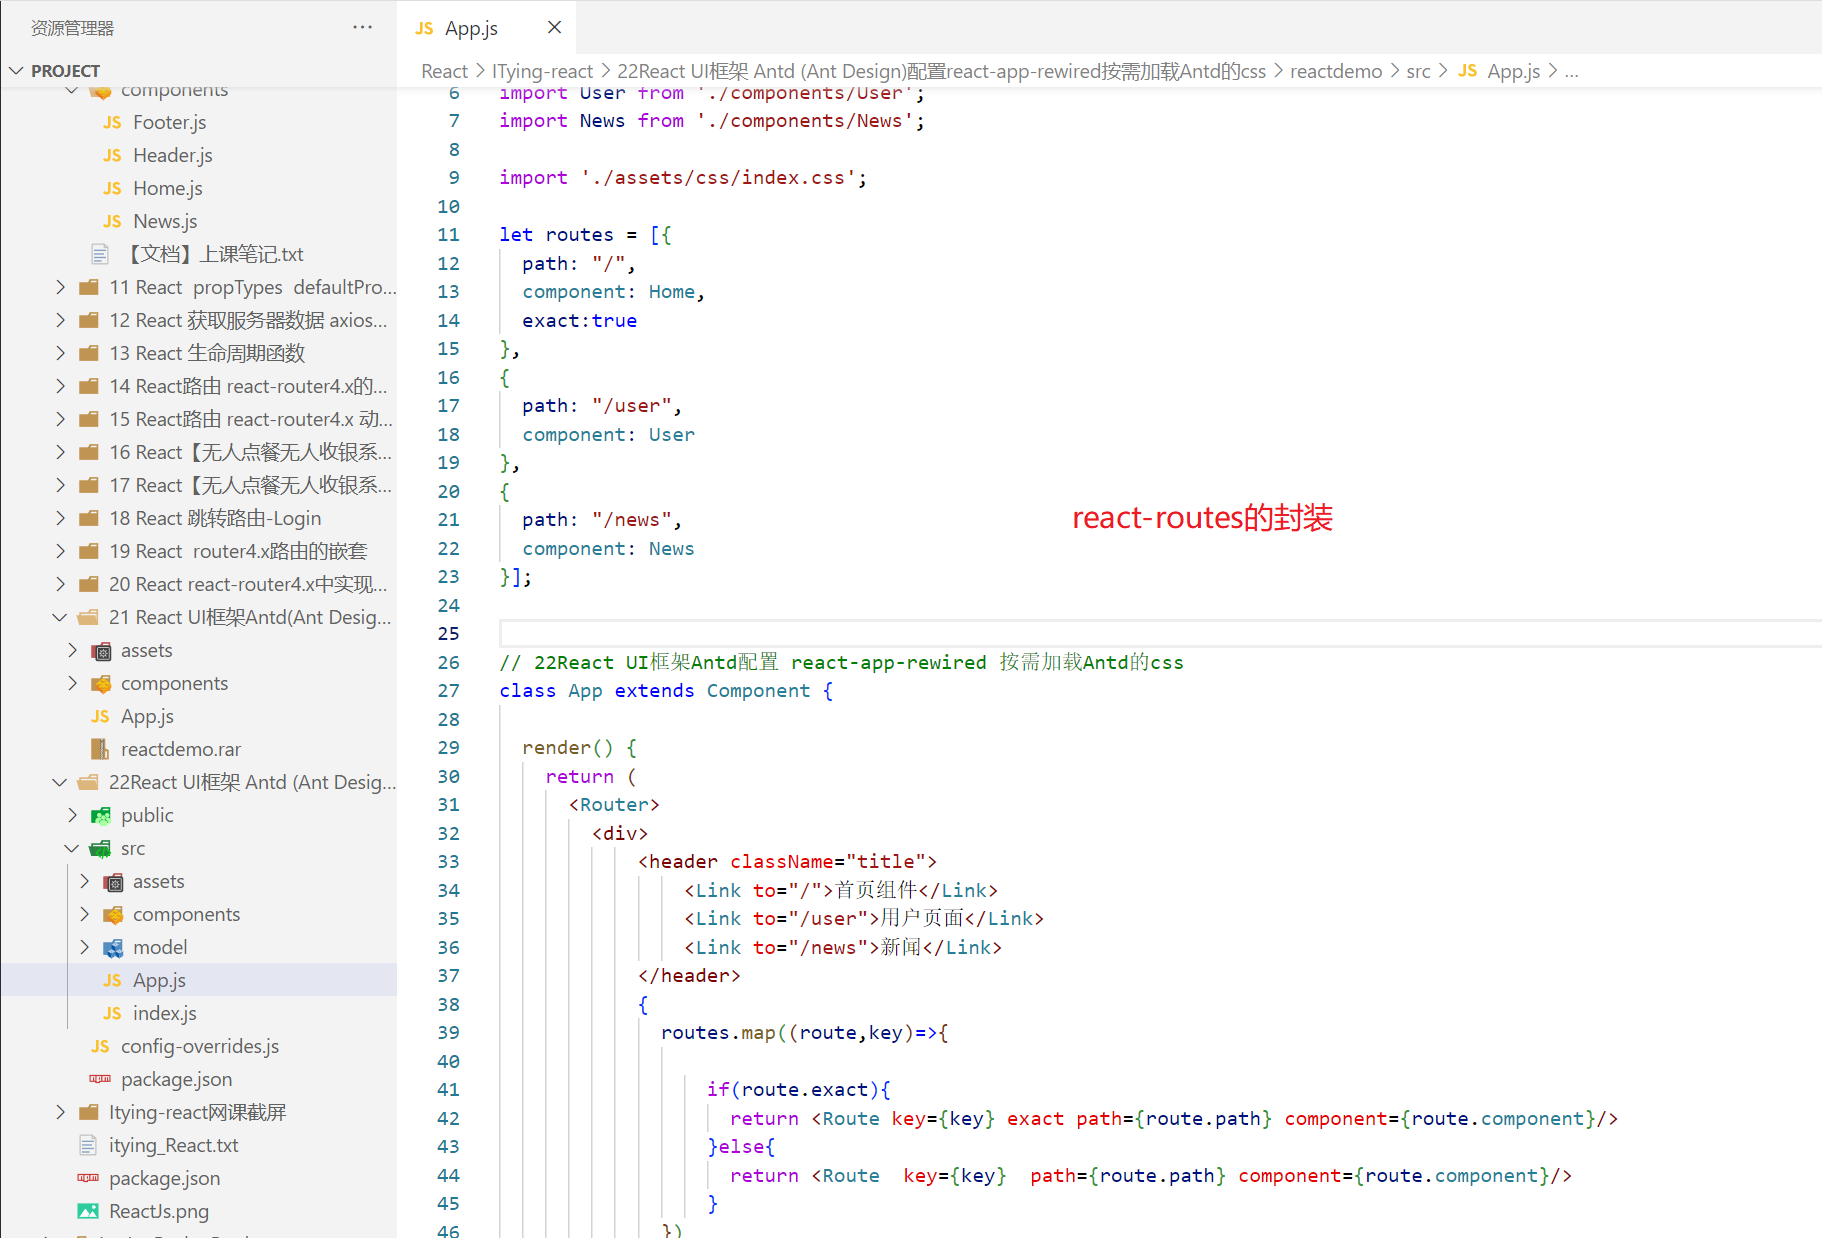 资源管理器
···
PROJECT
components
JS Footer.js
JS Header.js
JS Home.js
JS News.js
【文档】上课笔记.txt
11 React  propTypes  defaultPro...
12 React 获取服务器数据 axios...
13 React 生命周期函数
14 React路由 react-router4.x的...
15 React路由 react-router4.x 动...
16 React【无人点餐无人收银系...
17 React【无人点餐无人收银系...
18 React 跳转路由-Login
19 React  router4.x路由的嵌套
20 React react-router4.x中实现...
21 React UI框架Antd(Ant Desig...
assets
components
JS App.js
reactdemo.rar
22React UI框架 Antd (Ant Desig...
public
src
assets
components
model
JS App.js
JS index.js
JS config-overrides.js
package.json
Itying-react网课截屏
itying_React.txt
package.json
ReactJs.png
JS App.js
React > ITying-react > 22React UI框架 Antd (Ant Design)配置react-app-rewired按需加载Antd的css > reactdemo > src > JS App.js > ...
6 import User from './components/User';
7 import News from './components/News';
8
9 import './assets/css/index.css';
10
11 let routes = [{
12   path: "/",
13   component: Home,
14   exact:true
15 },
16 {
17   path: "/user",
18   component: User
19 },
20 {
21   path: "/news",
react-routes的封装
22   component: News
23 }];
24
25
26 // 22React UI框架Antd配置 react-app-rewired 按需加载Antd的css
27 class App extends Component {
28
29   render() {
30     return (
31       <Router>
32         <div>
33             <header className="title">
34                 <Link to="/">首页组件</Link>
35                 <Link to="/user">用户页面</Link>
36                 <Link to="/news">新闻</Link>
37             </header>
38             {
39               routes.map((route,key)=>{
40
41                   if(route.exact){
42                     return <Route key={key} exact path={route.path} component={route.component}/>
43                   }else{
44                     return <Route  key={key}  path={route.path} component={route.component}/>
45                   }
46               })